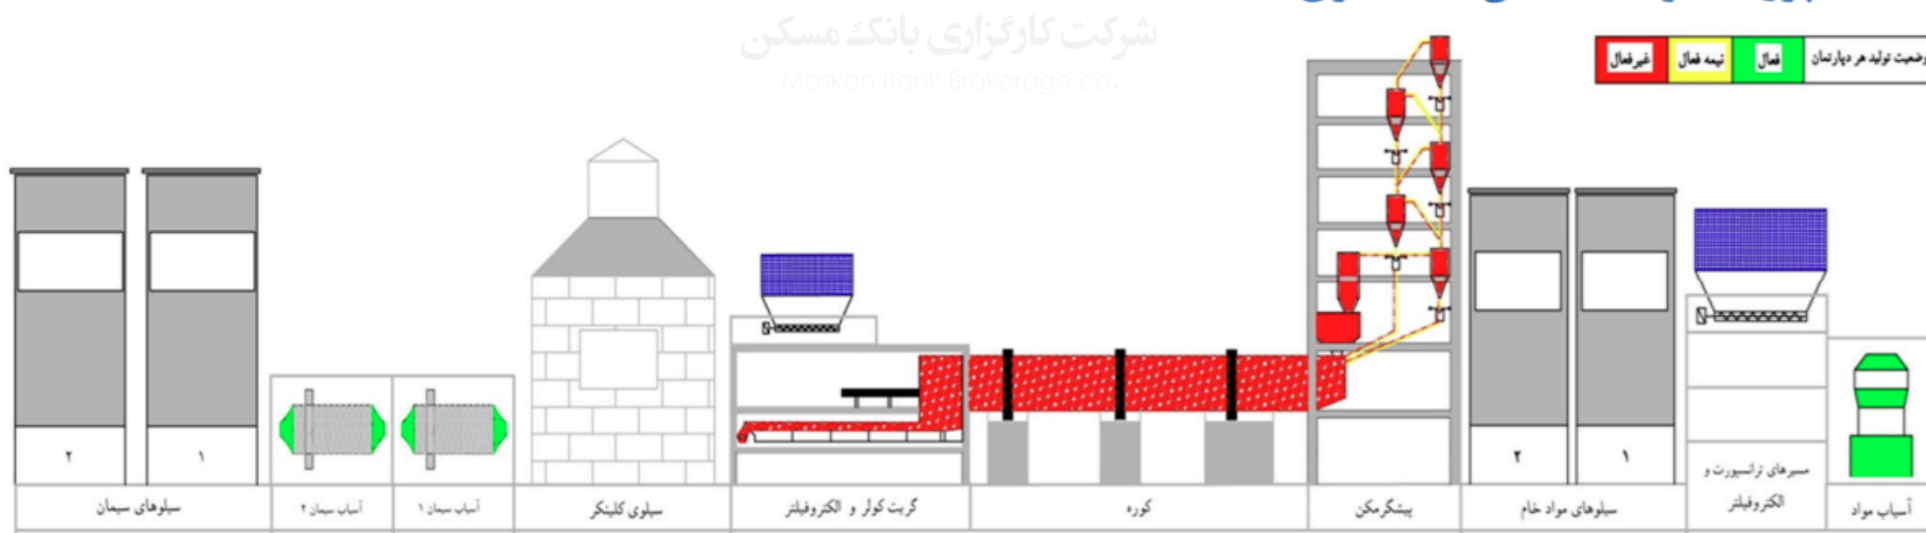 شرکت کارگزاری بانک مسکن
Maskan Bank Brokerage co.
وضعیت تولید هر دپارتمان
فعال
نیمه فعال
غیرفعال
آسیاب مواد
مسیرهای ترانسپورت و
الکتروفیلتر
سیلوهای مواد خام
۱
۲
پیشگرمکن
کوره
گریت کولر و الکتروفیلتر
سیلوی کلینکر
آسیاب سیمان ۱
آسیاب سیمان ۲
سیلوهای سیمان
۱
۲